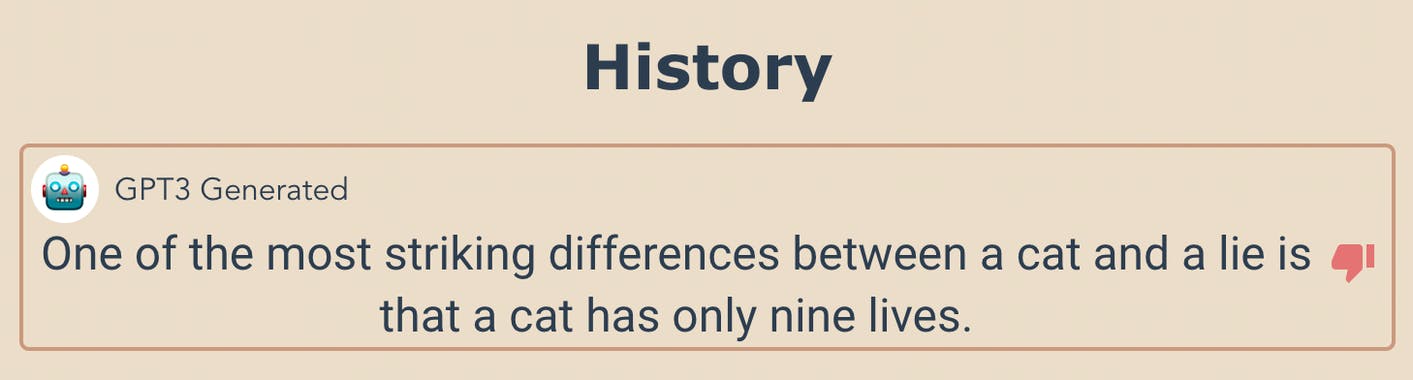 History
GPT3 Generated
One of the most striking differences between a cat and a lie is
that a cat has only nine lives.